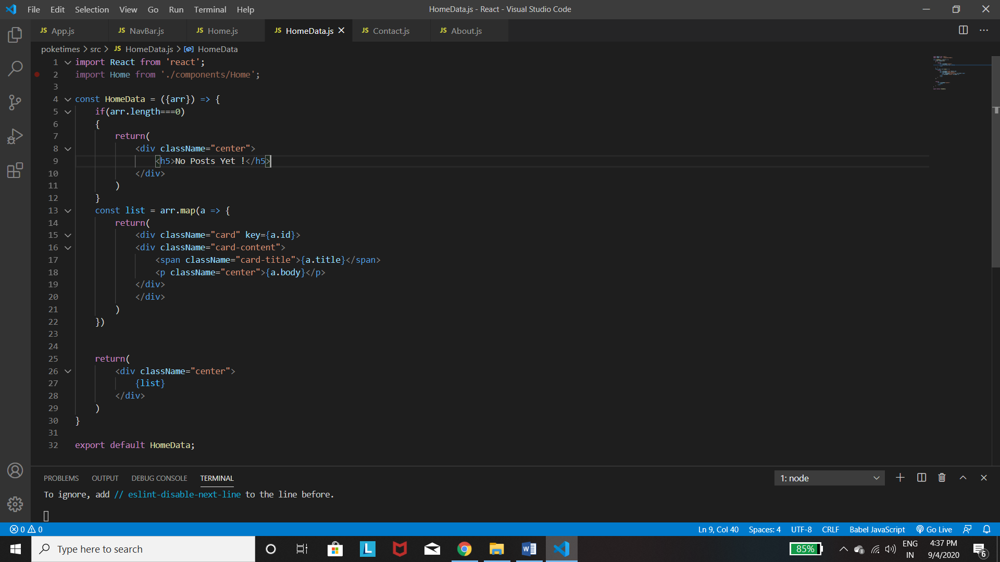 File Edit Selection View Go Run Terminal Help
HomeData.js - React - Visual Studio Code
JS App.js JS NavBar.js JS Home.js JS HomeData.js JS Contact.js JS About.js
poketimes > src > JS HomeData.js > HomeData
1 import React from 'react';
2 import Home from './components/Home';
3
4 const HomeData = ({arr}) => {
5 if(arr.length===0)
6 {
7 return(
8 <div className="center">
9 <h5>No Posts Yet !</h5>
10 </div>
11 )
12 }
13 const list = arr.map(a => {
14 return(
15 <div className="card" key={a.id}>
16 <div className="card-content">
17 <span className="card-title">{a.title}</span>
18 <p className="center">{a.body}</p>
19 </div>
20 </div>
21 )
22 })
23
24
25 return(
26 <div className="center">
27 {list}
28 </div>
29 )
30 }
31
32 export default HomeData;
PROBLEMS OUTPUT DEBUG CONSOLE TERMINAL
1: node
To ignore, add // eslint-disable-next-line to the line before.
0 0
Ln 9, Col 40 Spaces: 4 UTF-8 CRLF Babel JavaScript Go Live
Type here to search
L
W
85%
ENG
IN
4:37 PM
9/4/2020
6